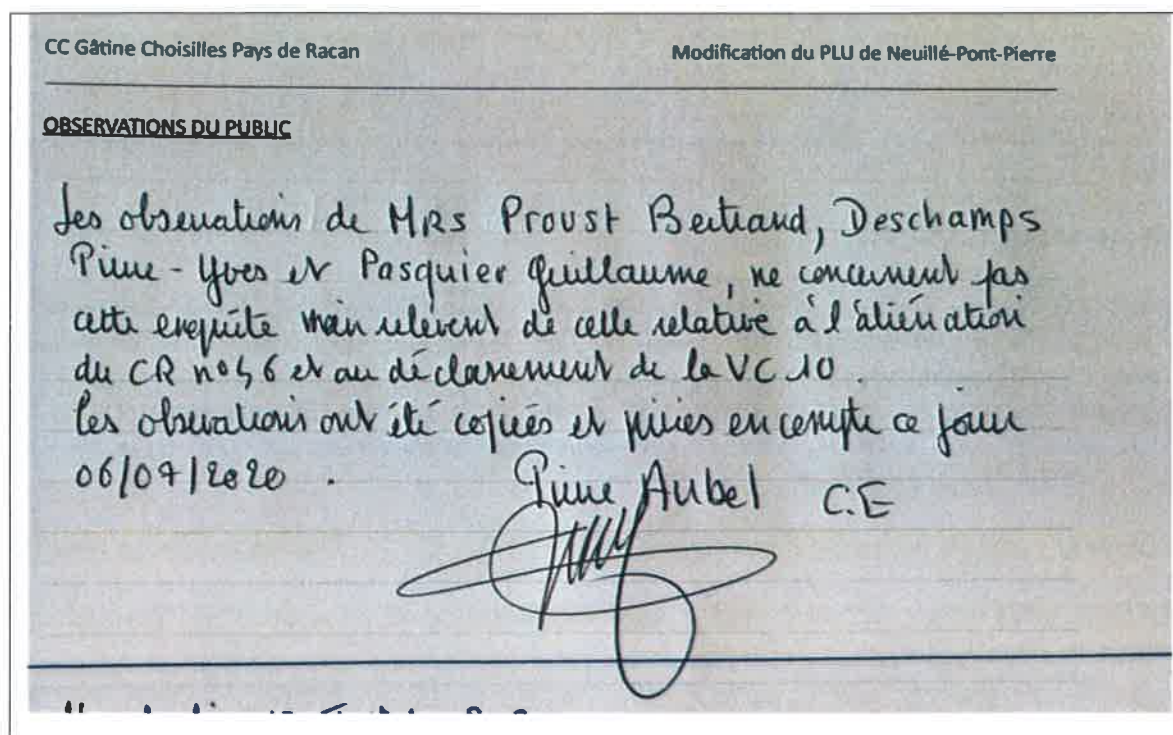 CC Gâtine Choisilles Pays de Racan
Modification du PLU de Neuillé-Pont-Pierre
OBSERVATIONS DU PUBLIC
Les observations de MRs Proust Bertrand, Deschamps
Pierre-Yves et Pasquier Guillaume, ne concernent pas
cette enquête mais relèvent de celle relative à l'aliénation
du CR n° 56 et au déclassement de la VC 10.
Les observations ont été copiées et prises en compte ce jour
06/07/2020.
Pierre Aubel C.E